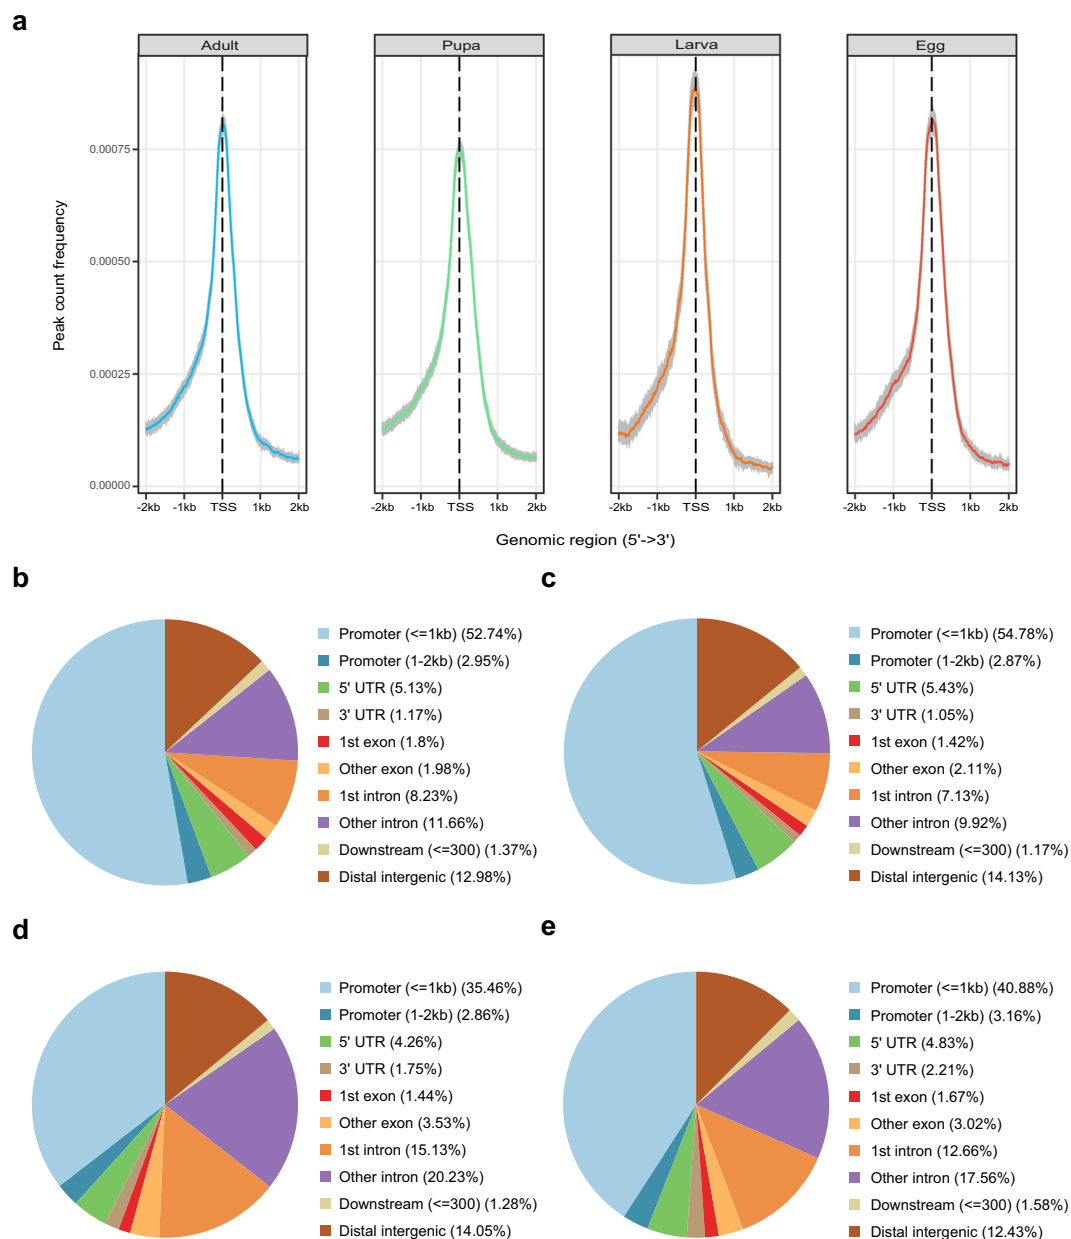 a
Adult
Pupa
Larva
Egg
Peak count frequency
0.00075
0.00050
0.00025
0.00000
-2kb -1kb TSS 1kb 2kb
-2kb -1kb TSS 1kb 2kb
-2kb -1kb TSS 1kb 2kb
-2kb -1kb TSS 1kb 2kb
Genomic region (5'->3')
b
Promoter (<=1kb) (52.74%)
Promoter (1-2kb) (2.95%)
5' UTR (5.13%)
3' UTR (1.17%)
1st exon (1.8%)
Other exon (1.98%)
1st intron (8.23%)
Other intron (11.66%)
Downstream (<=300) (1.37%)
Distal intergenic (12.98%)
c
Promoter (<=1kb) (54.78%)
Promoter (1-2kb) (2.87%)
5' UTR (5.43%)
3' UTR (1.05%)
1st exon (1.42%)
Other exon (2.11%)
1st intron (7.13%)
Other intron (9.92%)
Downstream (<=300) (1.17%)
Distal intergenic (14.13%)
d
Promoter (<=1kb) (35.46%)
Promoter (1-2kb) (2.86%)
5' UTR (4.26%)
3' UTR (1.75%)
1st exon (1.44%)
Other exon (3.53%)
1st intron (15.13%)
Other intron (20.23%)
Downstream (<=300) (1.28%)
Distal intergenic (14.05%)
e
Promoter (<=1kb) (40.88%)
Promoter (1-2kb) (3.16%)
5' UTR (4.83%)
3' UTR (2.21%)
1st exon (1.67%)
Other exon (3.02%)
1st intron (12.66%)
Other intron (17.56%)
Downstream (<=300) (1.58%)
Distal intergenic (12.43%)